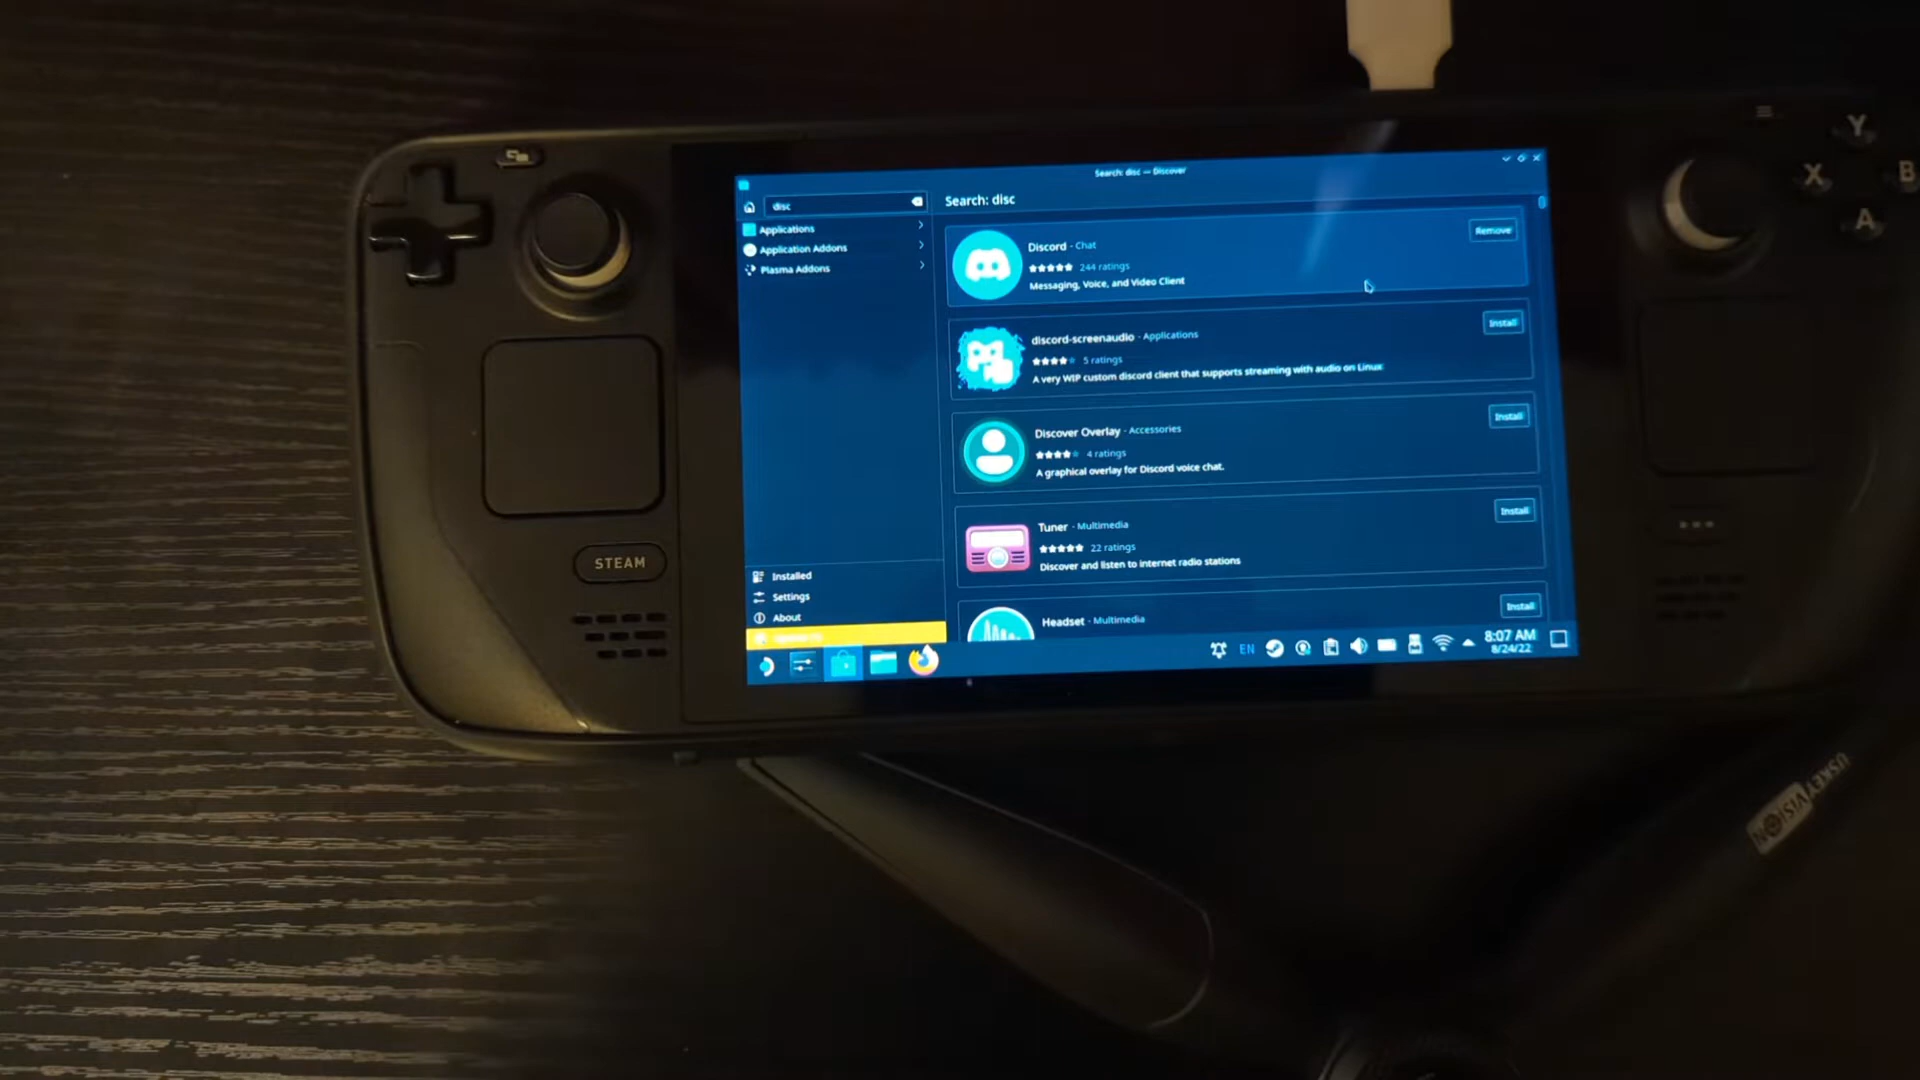 Search: disc — Discover
disc
Search: disc
Applications
Application Addons
Plasma Addons
Discord - Chat
244 ratings
Messaging, Voice, and Video Client
Remove
discord-screenaudio - Applications
5 ratings
A very WIP custom discord client that supports streaming with audio on Linux
Install
Discover Overlay - Accessories
4 ratings
A graphical overlay for Discord voice chat.
Install
Tuner - Multimedia
22 ratings
Discover and listen to internet radio stations
Install
Headset - Multimedia
Install
Installed
Settings
About
EN
8:07 AM
8/24/22
STEAM
Y
X
B
A